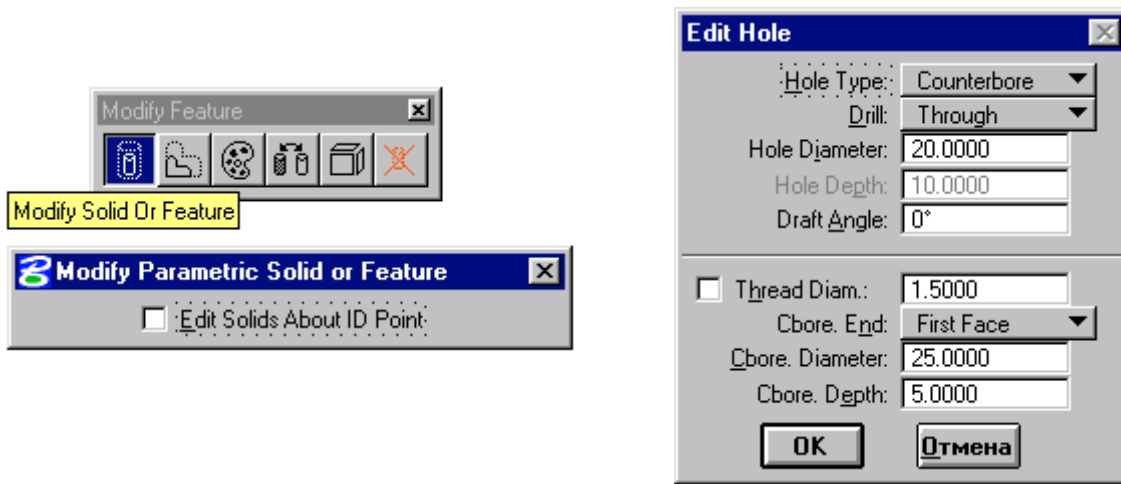 Modify Feature
Modify Solid Or Feature
Modify Parametric Solid or Feature
Edit Solids About ID Point
Edit Hole
Hole Type: Counterbore
Drill: Through
Hole Diameter: 20.0000
Hole Depth: 10.0000
Draft Angle: 0°
Thread Diam.: 1.5000
Cbore. End: First Face
Cbore. Diameter: 25.0000
Cbore. Depth: 5.0000
OK Отмена